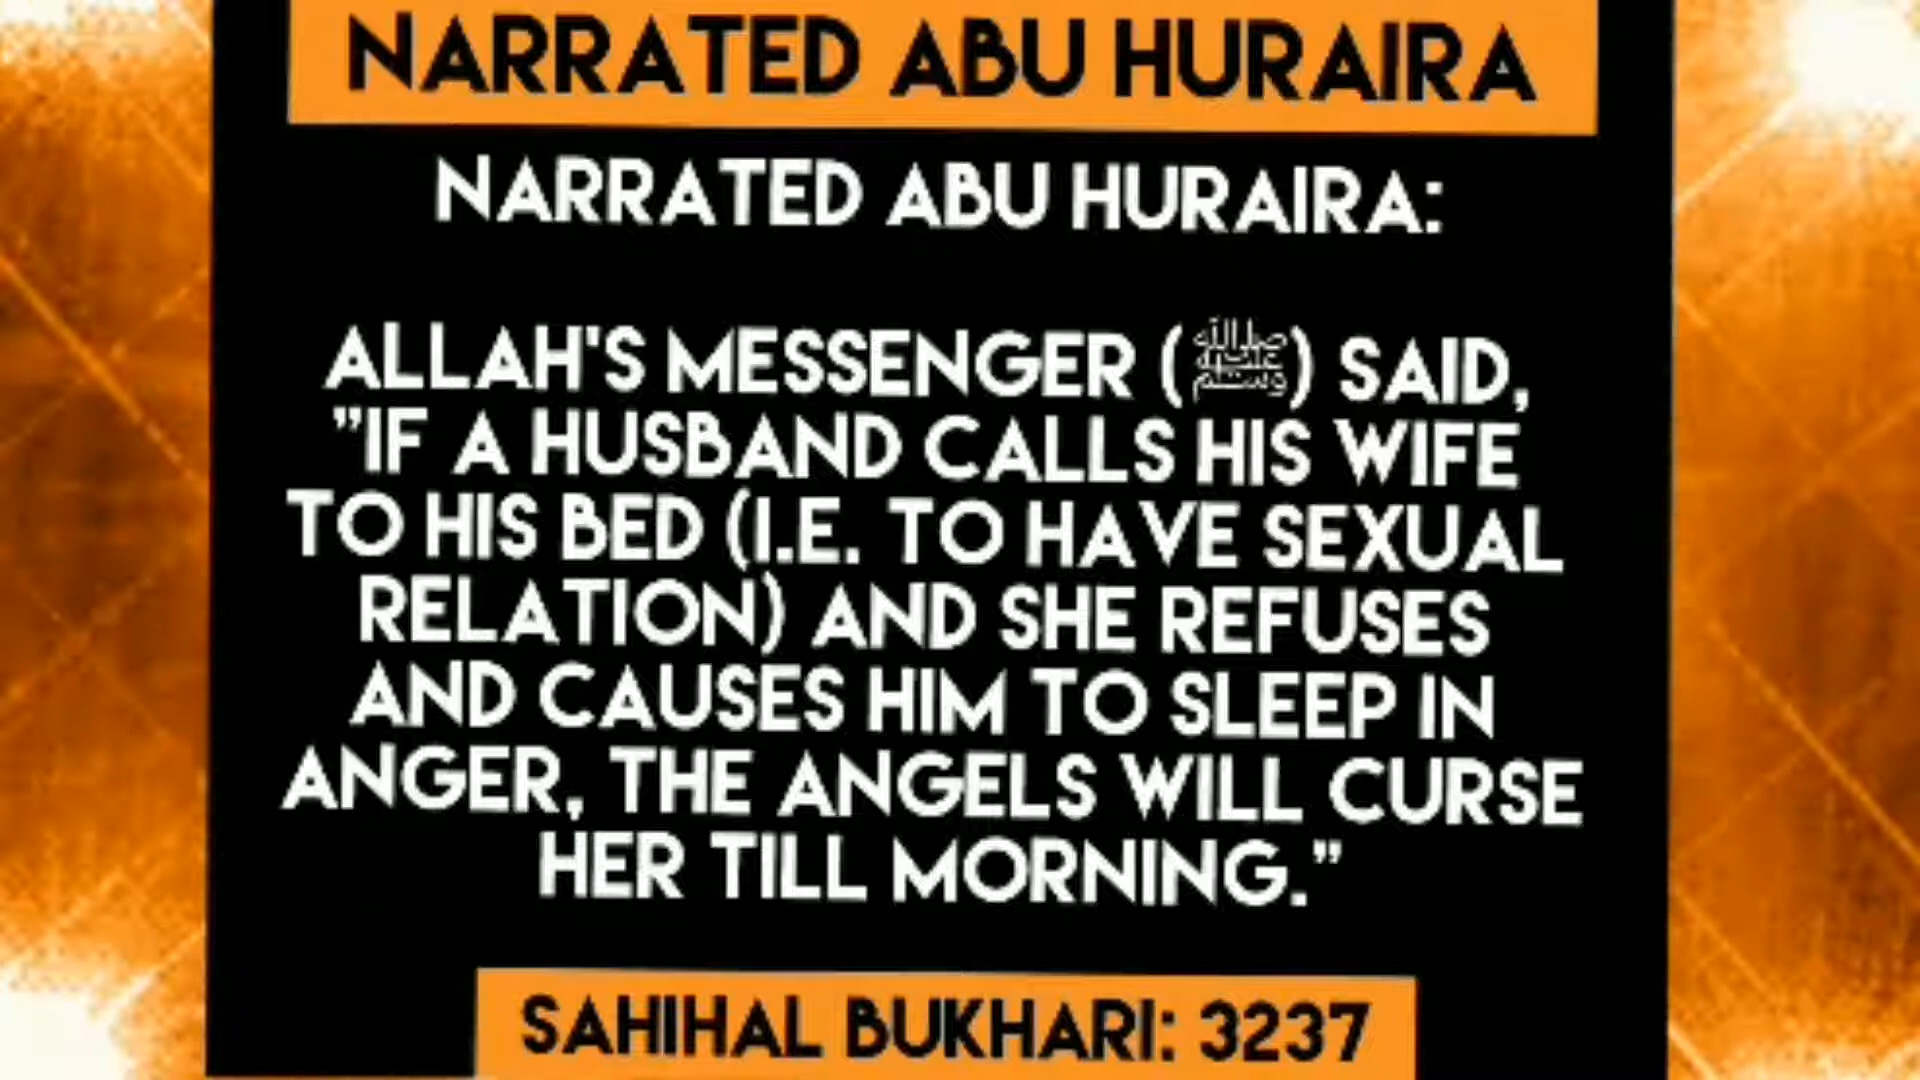 NARRATED ABU HURAIRA
NARRATED ABU HURAIRA:
ALLAH'S MESSENGER (ﷺ) SAID,
"IF A HUSBAND CALLS HIS WIFE
TO HIS BED (I.E. TO HAVE SEXUAL
RELATION) AND SHE REFUSES
AND CAUSES HIM TO SLEEP IN
ANGER, THE ANGELS WILL CURSE
HER TILL MORNING."
SAHIHAL BUKHARI: 3237